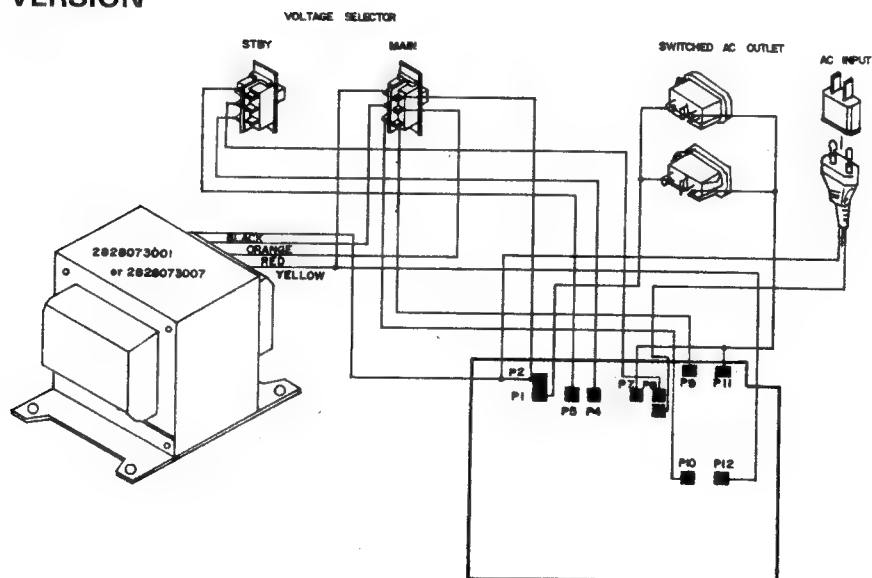 VERSION
VOLTAGE SELECTOR
STBY
MAIN
SWITCHED AC OUTLET
AC INPUT
BLACK
ORANGE
RED
YELLOW
2828073001
or 2828073007
P2
P1
P5
P4
P7
P8
P9
P11
P10
P12